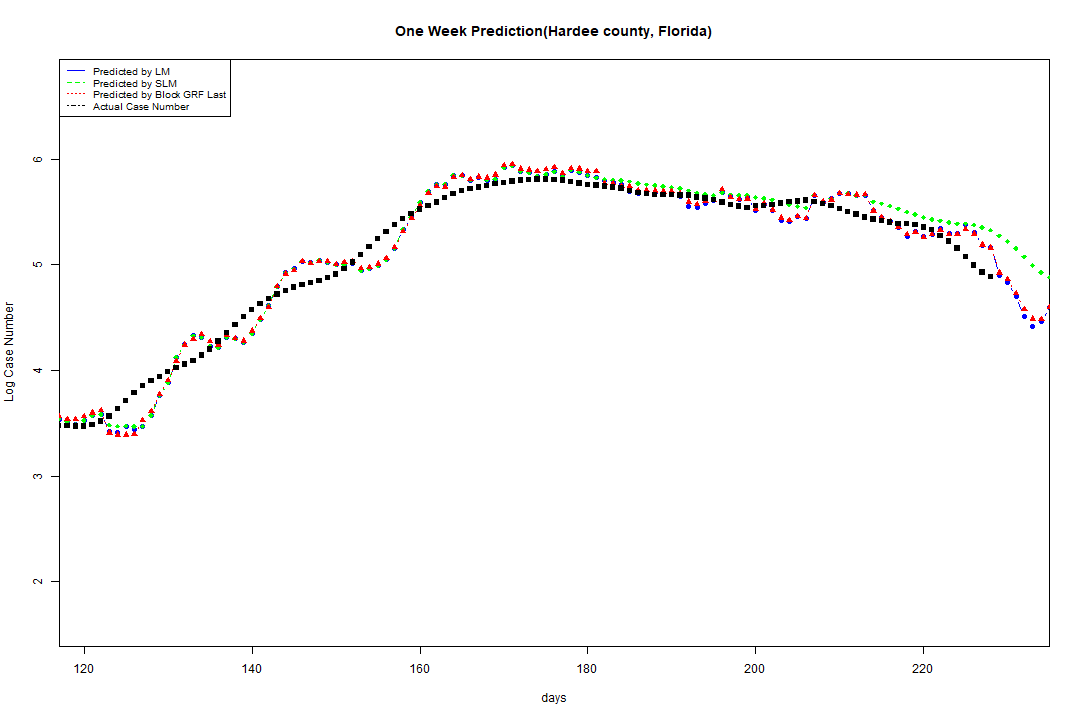 One Week Prediction(Hardee county, Florida)
Predicted by LM
Predicted by SLM
Predicted by Block GRF Last
Actual Case Number
6
5
4
3
2
Log Case Number
120 140 160 180 200 220
days